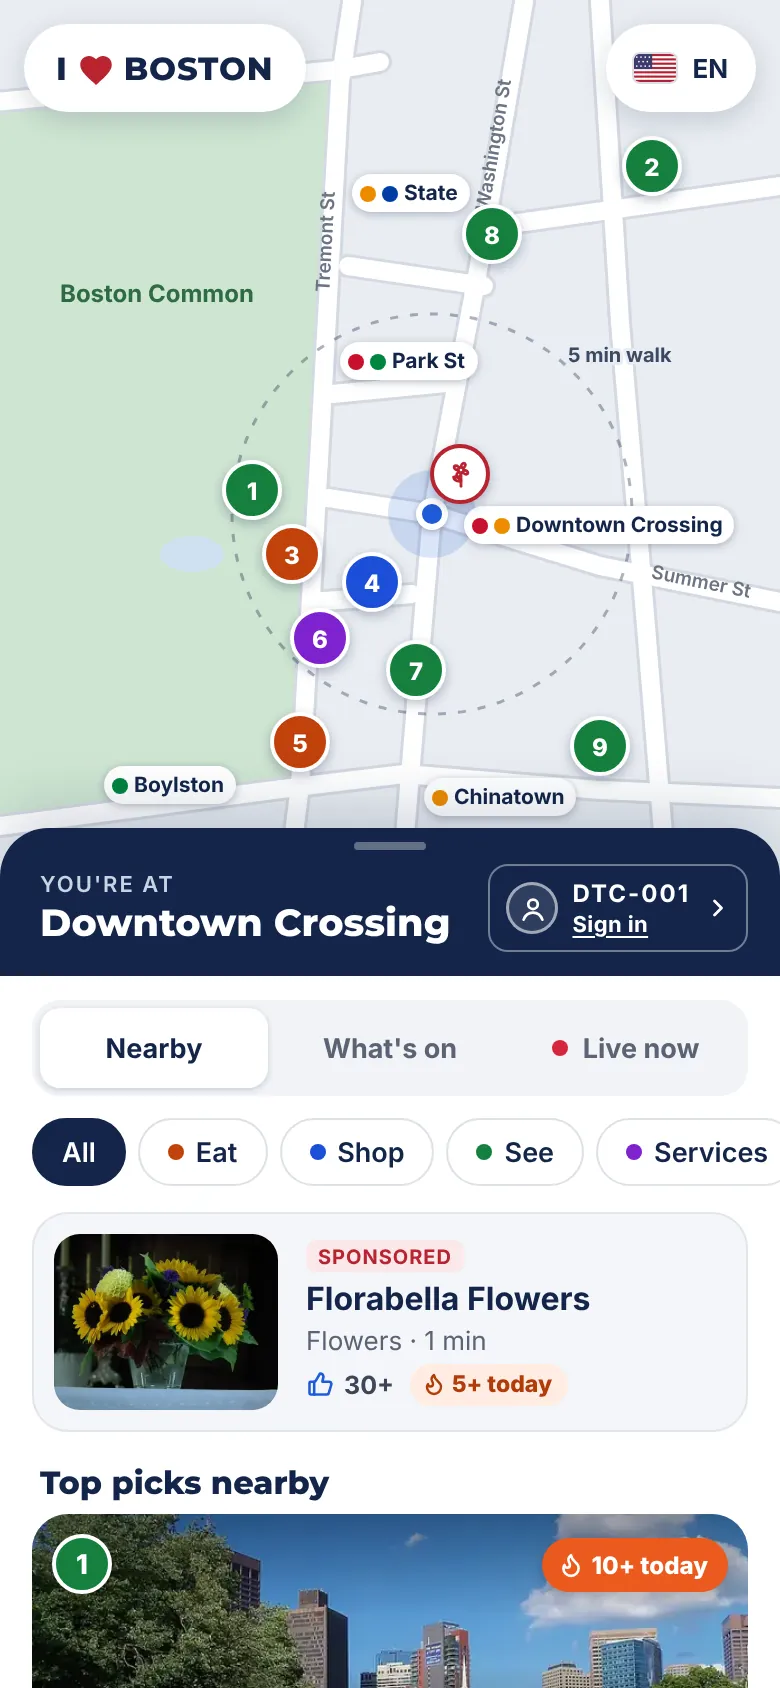 I ❤ BOSTON
EN
Washington St
2
State
8
Tremont St
Boston Common
5 min walk
Park St
1
Downtown Crossing
3
4
Summer St
6
7
5
9
Boylston
Chinatown
YOU'RE AT
Downtown Crossing
DTC-001
Sign in
Nearby
What's on
Live now
All
Eat
Shop
See
Services
SPONSORED
Florabella Flowers
Flowers · 1 min
30+
5+ today
Top picks nearby
1
10+ today